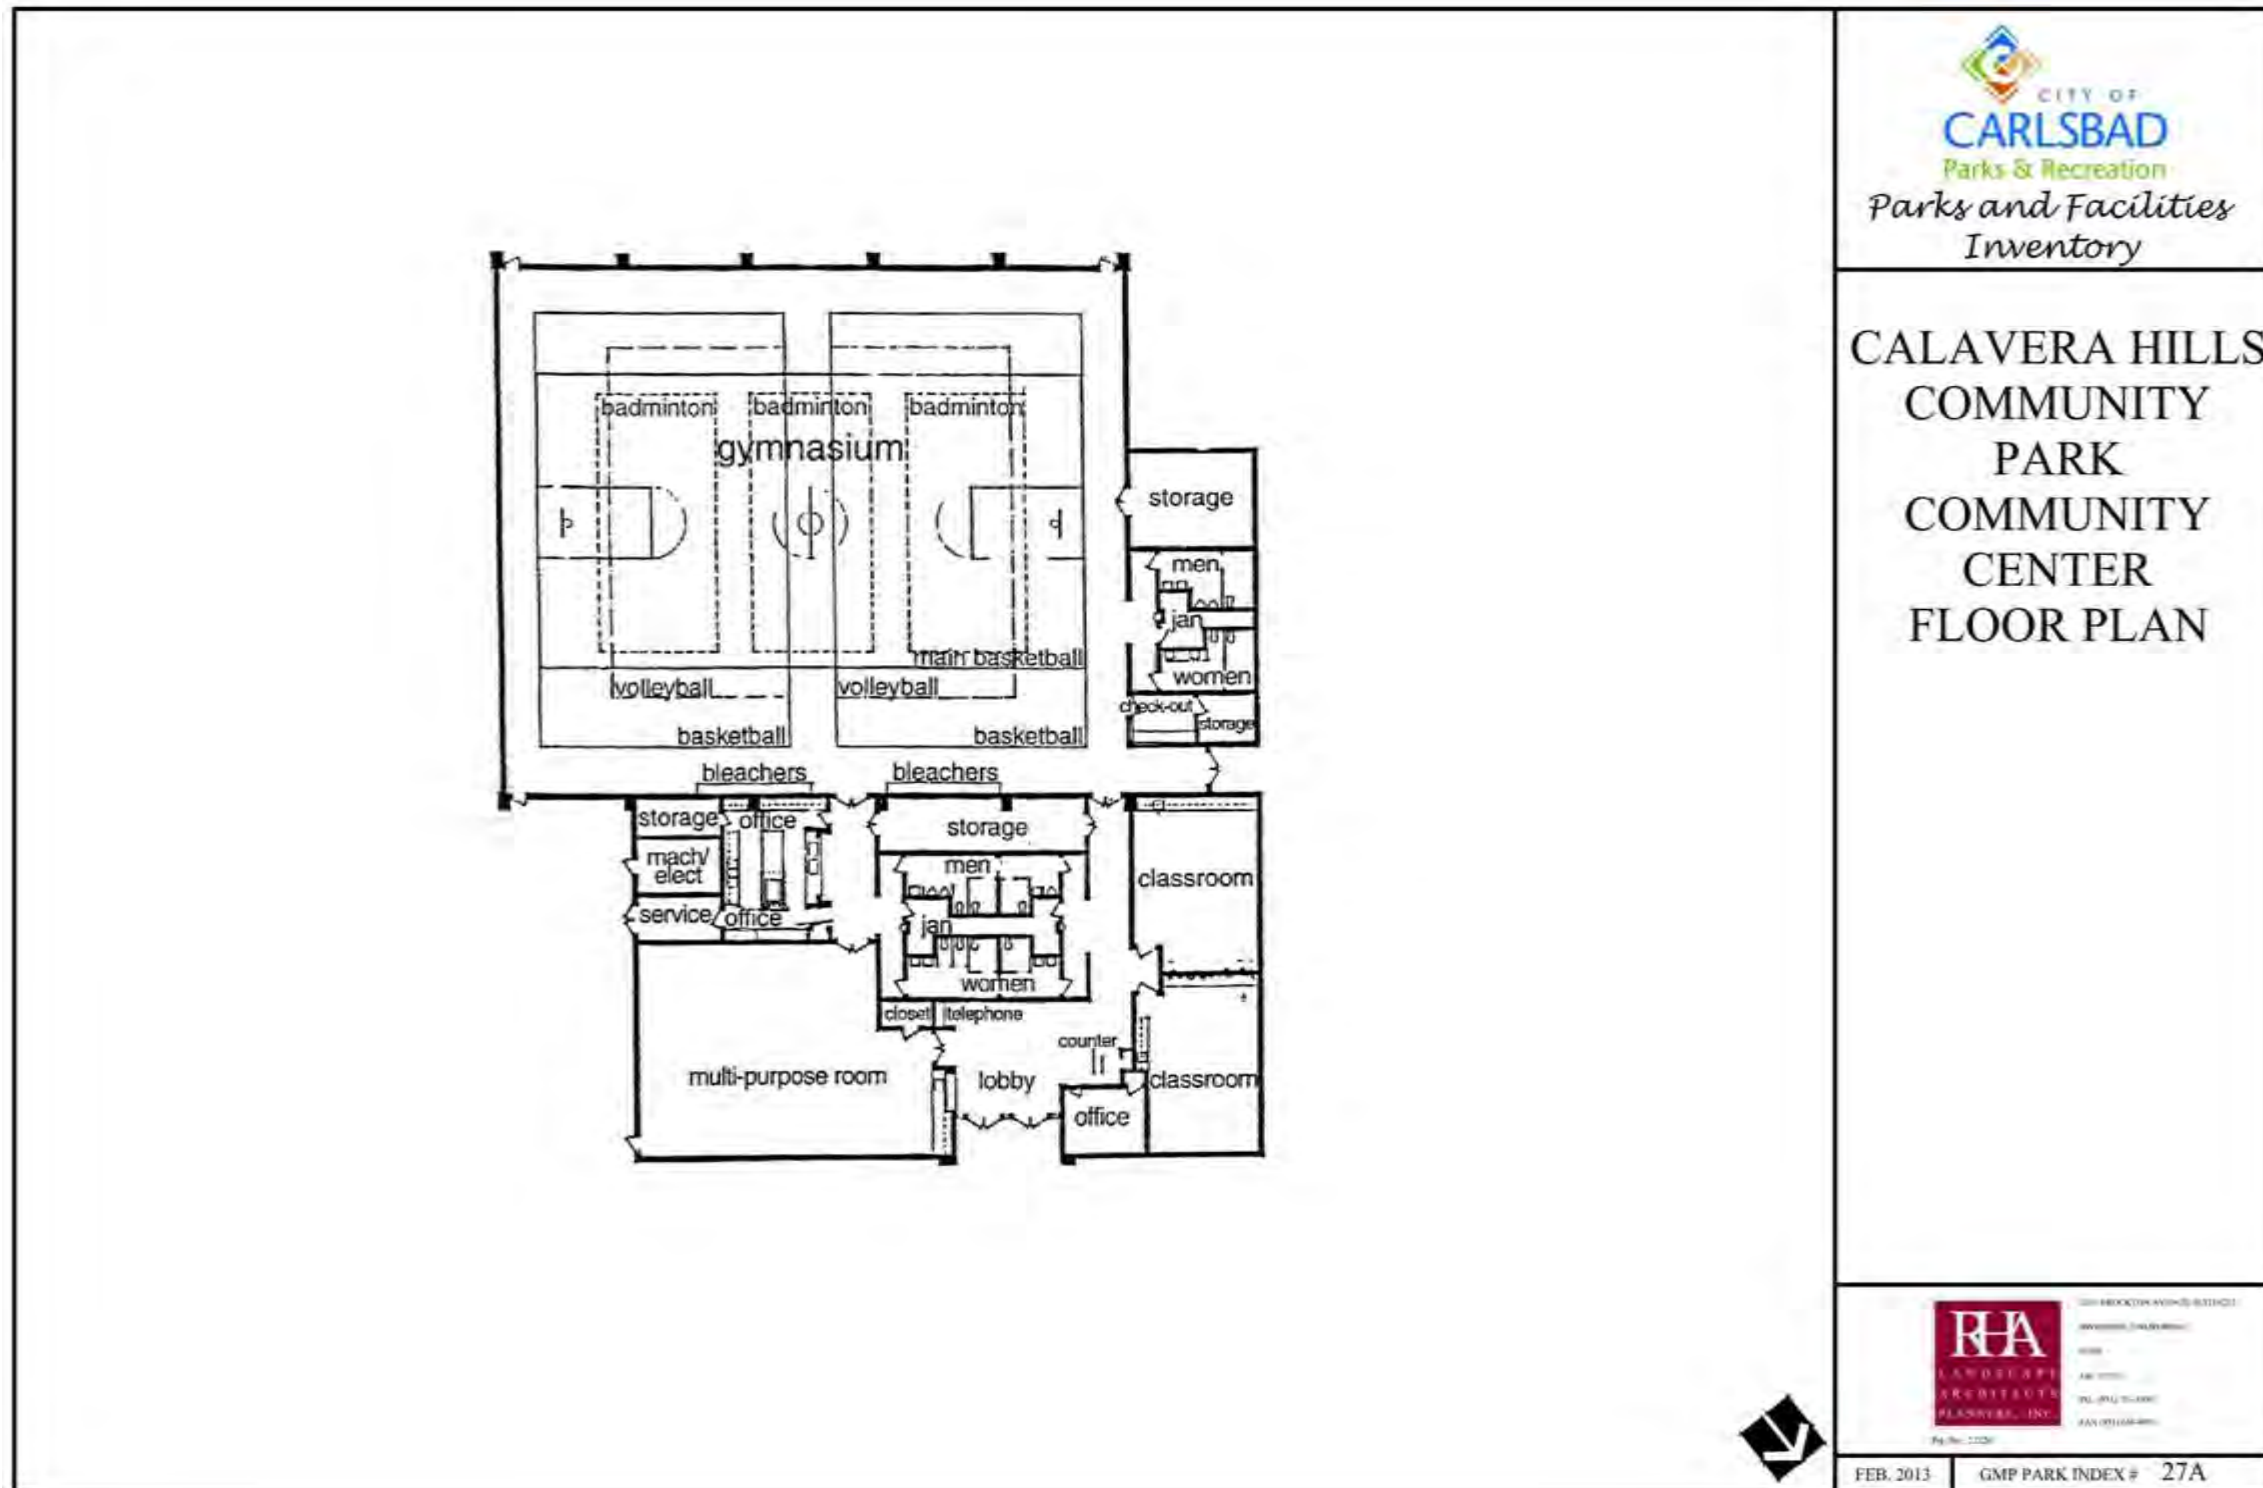 CITY OF
CARLSBAD
Parks & Recreation
Parks and Facilities
Inventory
CALAVERA HILLS
COMMUNITY
PARK
COMMUNITY
CENTER
FLOOR PLAN
badminton badminton badminton
gymnasium
storage
men
jan
main basketball
women
volleyball volleyball
check-out
storage
basketball basketball
bleachers bleachers
storage office
storage
mach/
elect
men
classroom
service office
jan
women
closet telephone
counter
multi-purpose room
lobby
classroom
office
RHA
LANDSCAPE
ARCHITECTS
PLANNERS, INC.
FEB. 2013
GMP PARK INDEX # 27A